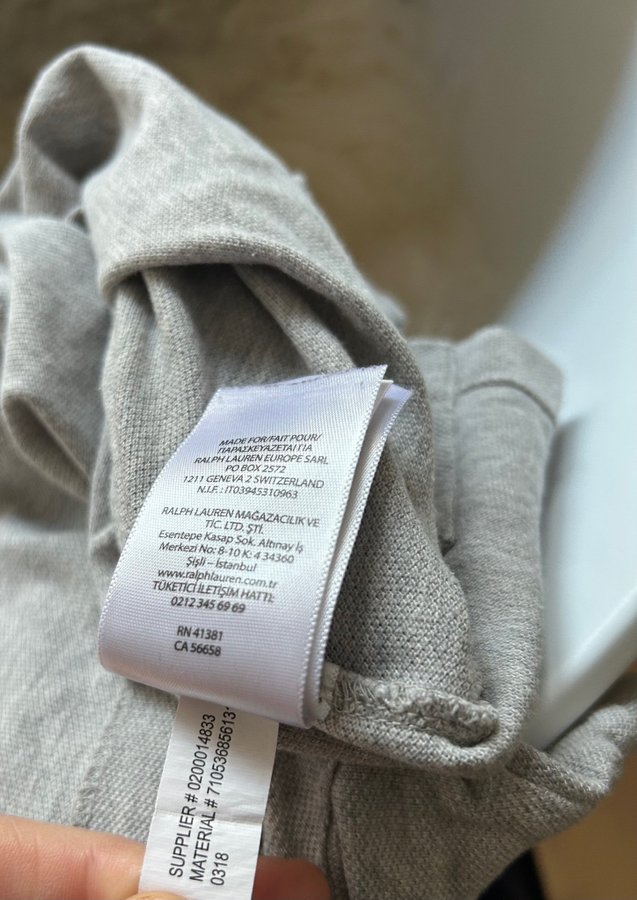 MADE FOR/FAIT POUR/
ΠΑΡΑΣΚΕΥΑΖΕΤΑΙ ΓΙΑ
RALPH LAUREN EUROPE SARL
PO BOX 2572
1211 GENEVA 2 SWITZERLAND
N.I.F. : IT03945310963
RALPH LAUREN MAĞAZACILIK VE
TİC. LTD. ŞTİ.
Esentepe Kasap Sok. Altınay İş
Merkezi No: 8-10 K: 4 34360
Şişli – İstanbul
www.ralphlauren.com.tr
TÜKETİCİ İLETİŞİM HATTI:
0212 345 69 69
RN 41381
CA 56658
SUPPLIER # 0200014833
MATERIAL # 71053685613
0318